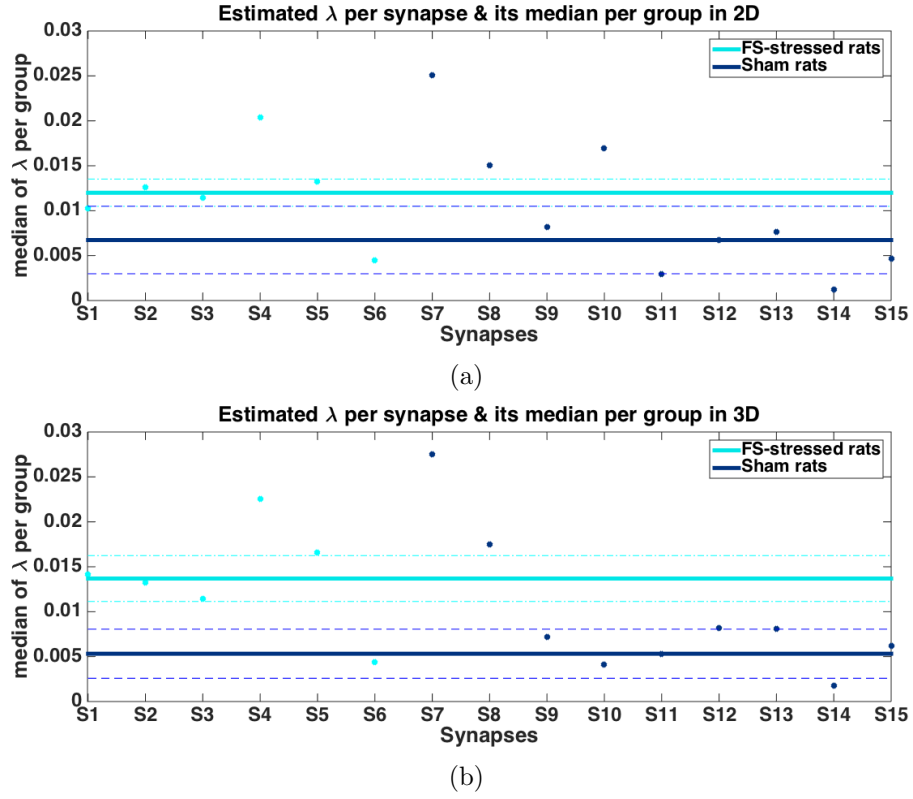 Estimated λ per synapse & its median per group in 2D
0.03
0.025
0.02
0.015
0.01
0.005
0
median of λ per group
FS-stressed rats
Sham rats
S1 S2 S3 S4 S5 S6 S7 S8 S9 S10 S11 S12 S13 S14 S15
Synapses
(a)
Estimated λ per synapse & its median per group in 3D
0.03
0.025
0.02
0.015
0.01
0.005
0
median of λ per group
FS-stressed rats
Sham rats
S1 S2 S3 S4 S5 S6 S7 S8 S9 S10 S11 S12 S13 S14 S15
Synapses
(b)